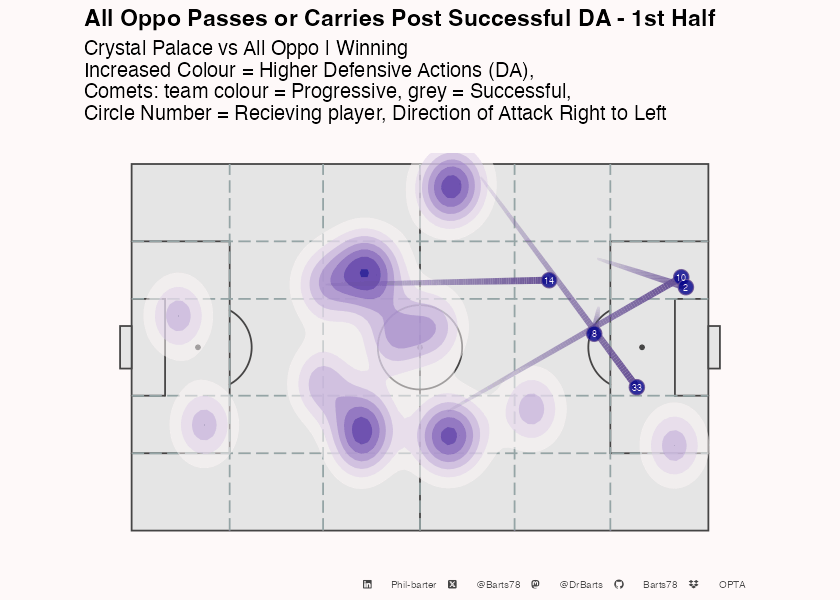 All Oppo Passes or Carries Post Successful DA - 1st Half
Crystal Palace vs All Oppo | Winning
Increased Colour = Higher Defensive Actions (DA),
Comets: team colour = Progressive, grey = Successful,
Circle Number = Recieving player, Direction of Attack Right to Left
14
10
2
8
33
Phil-barter @Barts78 @DrBarts Barts78 OPTA